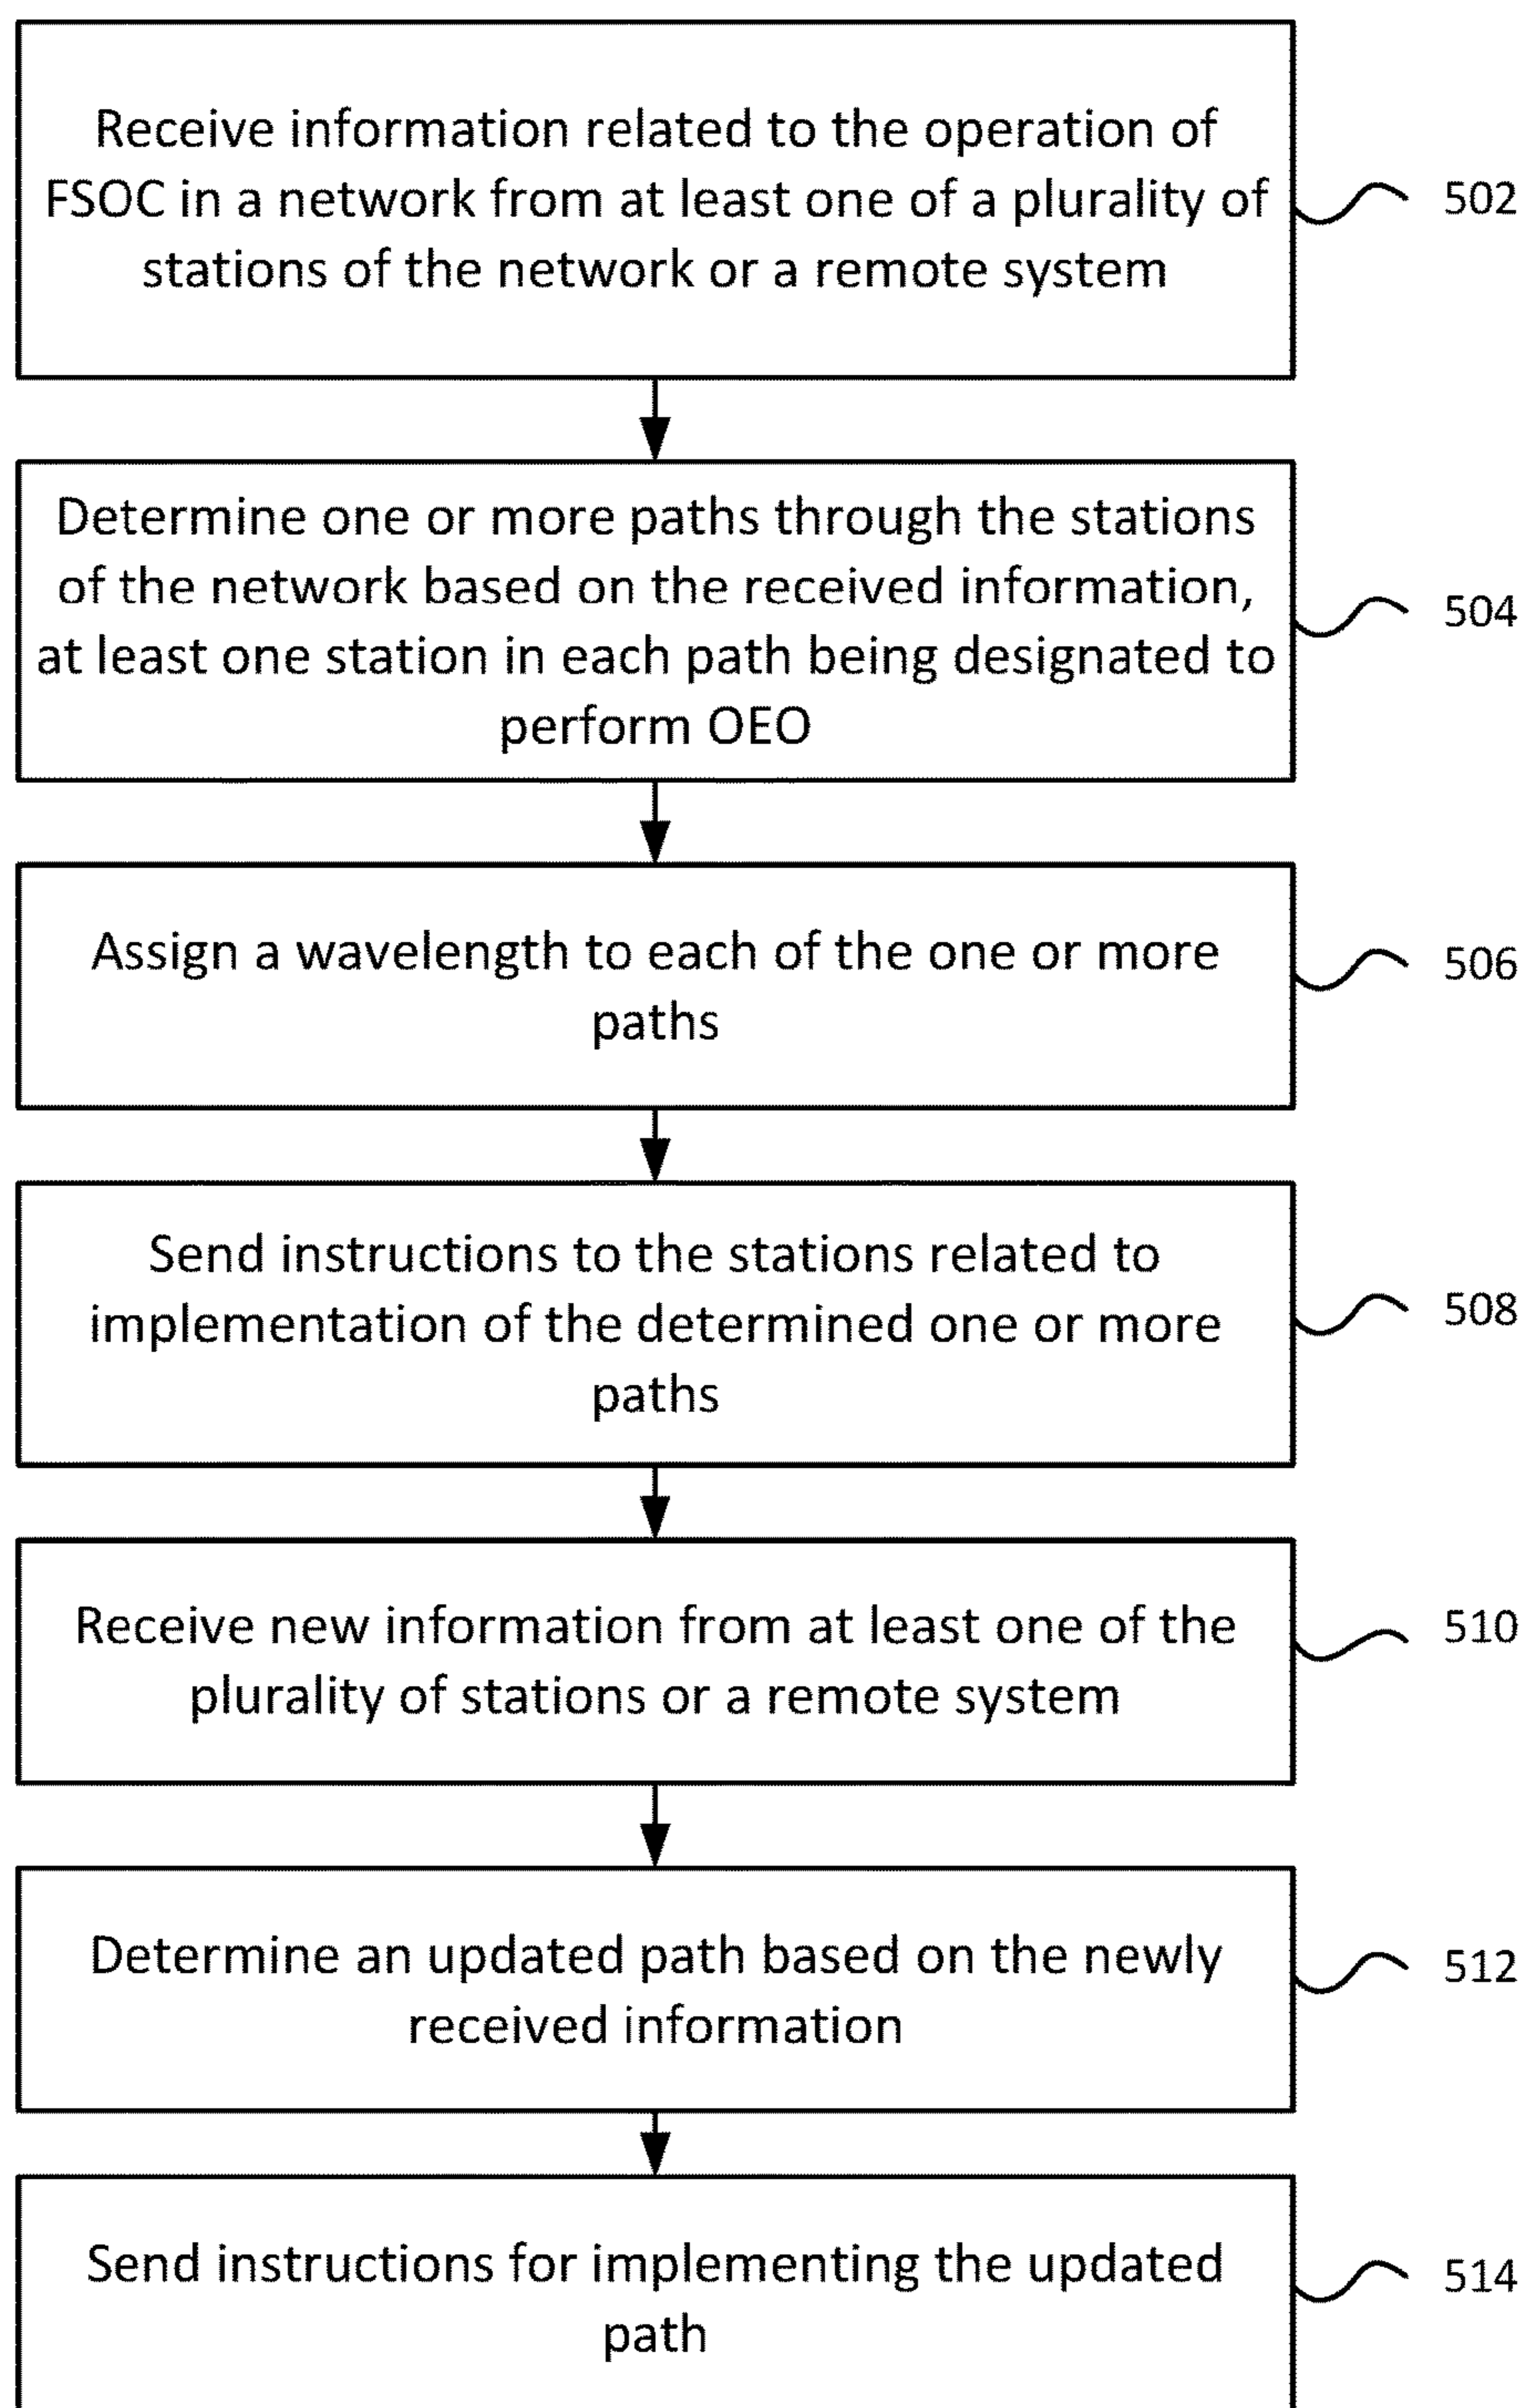 Receive information related to the operation of
FSOC in a network from at least one of a plurality of
stations of the network or a remote system
502
Determine one or more paths through the stations
of the network based on the received information,
at least one station in each path being designated to
perform OEO
504
Assign a wavelength to each of the one or more
paths
506
Send instructions to the stations related to
implementation of the determined one or more
paths
508
Receive new information from at least one of the
plurality of stations or a remote system
510
Determine an updated path based on the newly
received information
512
Send instructions for implementing the updated
path
514